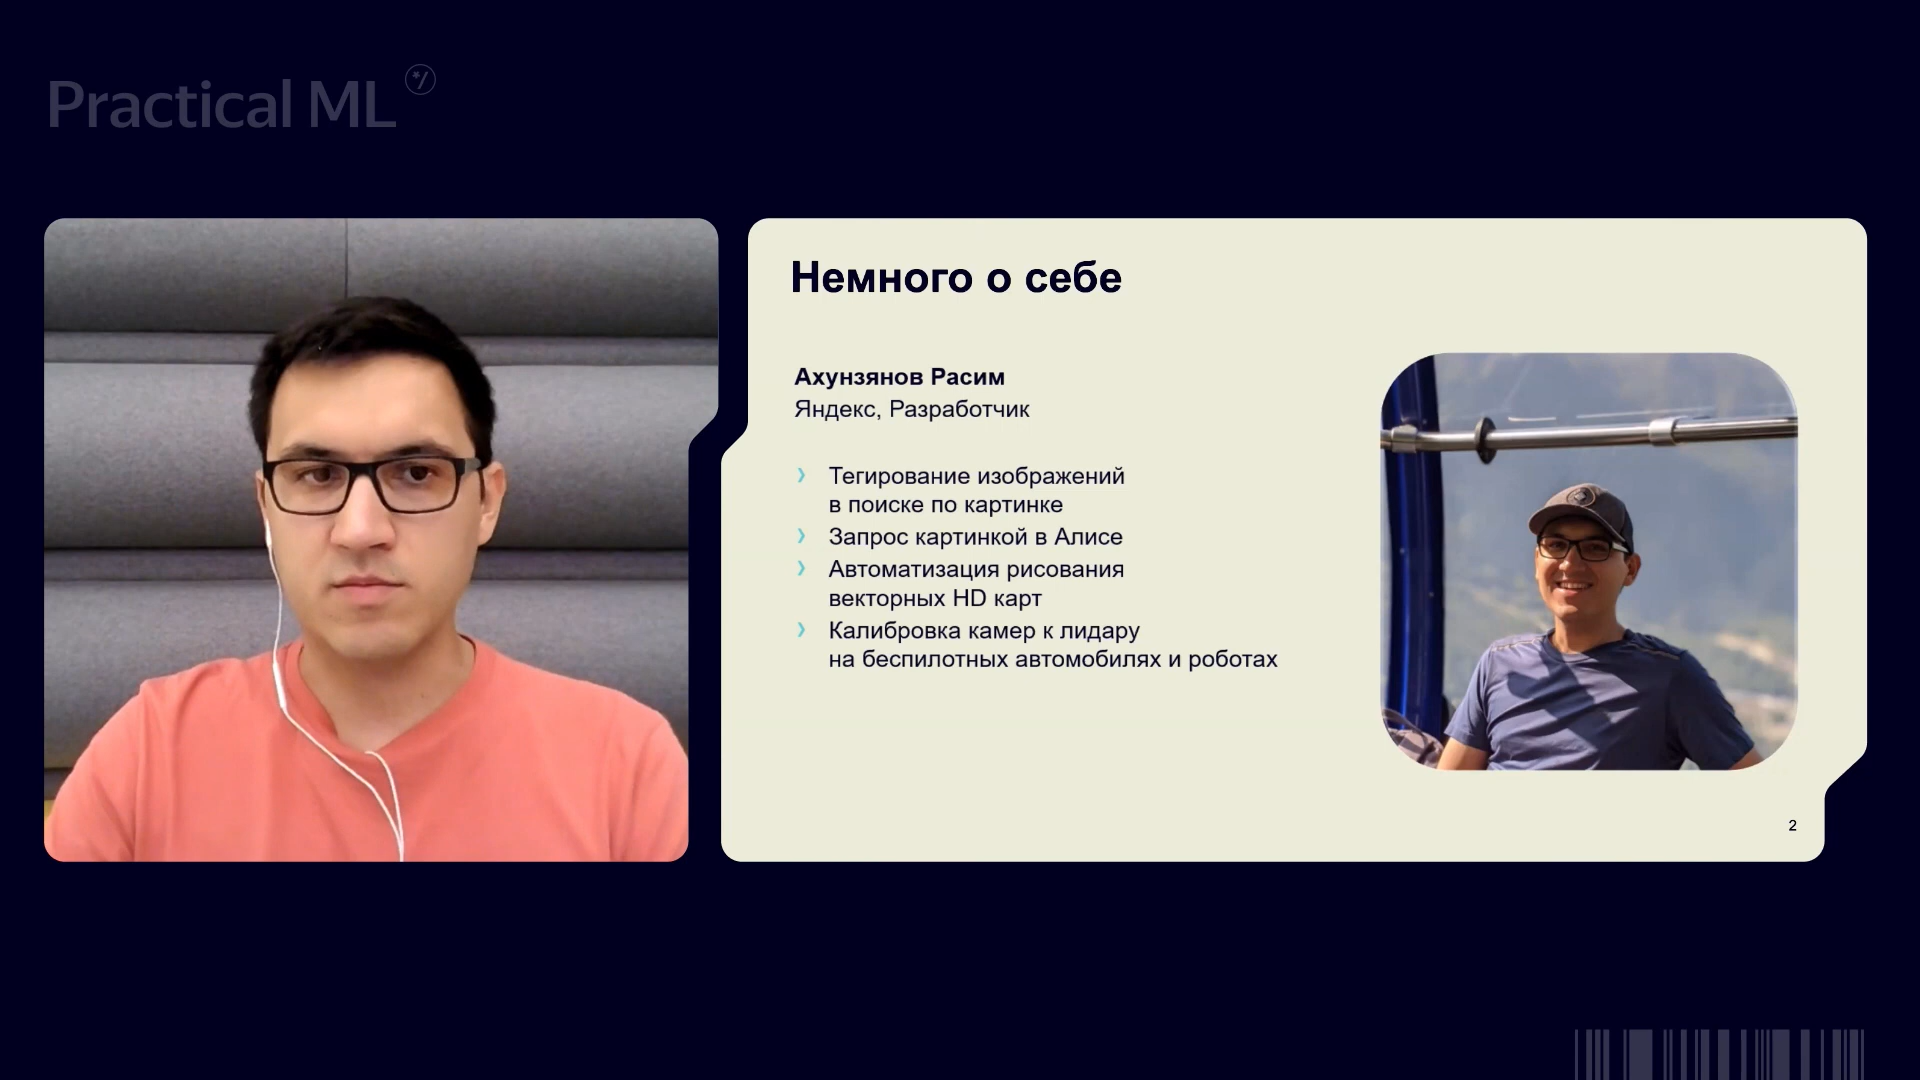 Practical ML
Немного о себе
Ахунзянов Расим
Яндекс, Разработчик
Тегирование изображений
в поиске по картинке
Запрос картинкой в Алисе
Автоматизация рисования
векторных HD карт
Калибровка камер к лидару
на беспилотных автомобилях и роботах
2